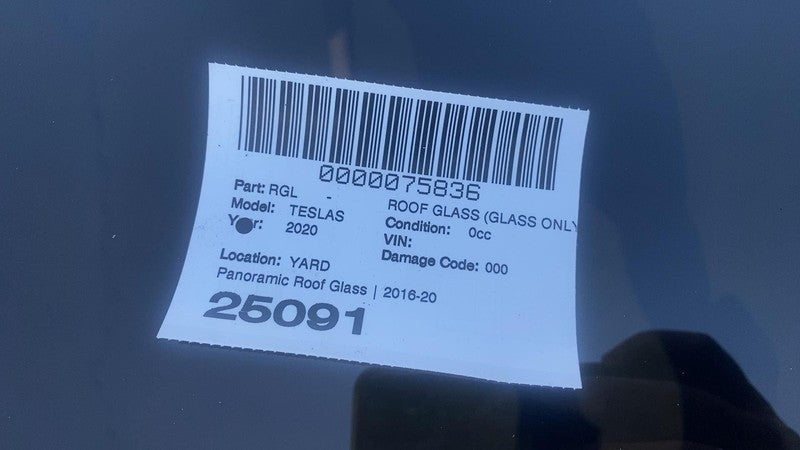 0000075836
Part: RGL - ROOF GLASS (GLASS ONLY
Model: TESLAS Condition: 0cc
Year: 2020 VIN:
Damage Code: 000
Location: YARD
Panoramic Roof Glass | 2016-20
25091